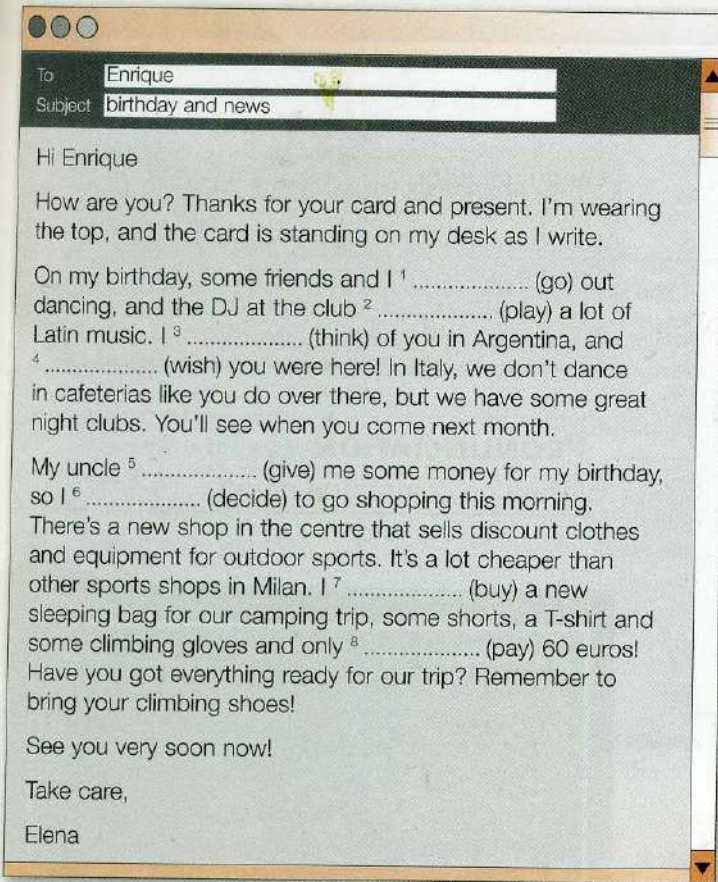 To Enrique
Subject birthday and news
Hi Enrique
How are you? Thanks for your card and present. I'm wearing
the top, and the card is standing on my desk as I write.
On my birthday, some friends and I ¹ .................... (go) out
dancing, and the DJ at the club ² .................... (play) a lot of
Latin music. I ³ .................... (think) of you in Argentina, and
⁴ .................... (wish) you were here! In Italy, we don't dance
in cafeterias like you do over there, but we have some great
night clubs. You'll see when you come next month.
My uncle ⁵ .................... (give) me some money for my birthday,
so I ⁶ .................... (decide) to go shopping this morning.
There's a new shop in the centre that sells discount clothes
and equipment for outdoor sports. It's a lot cheaper than
other sports shops in Milan. I ⁷ .................... (buy) a new
sleeping bag for our camping trip, some shorts, a T-shirt and
some climbing gloves and only ⁸ .................... (pay) 60 euros!
Have you got everything ready for our trip? Remember to
bring your climbing shoes!
See you very soon now!
Take care,
Elena